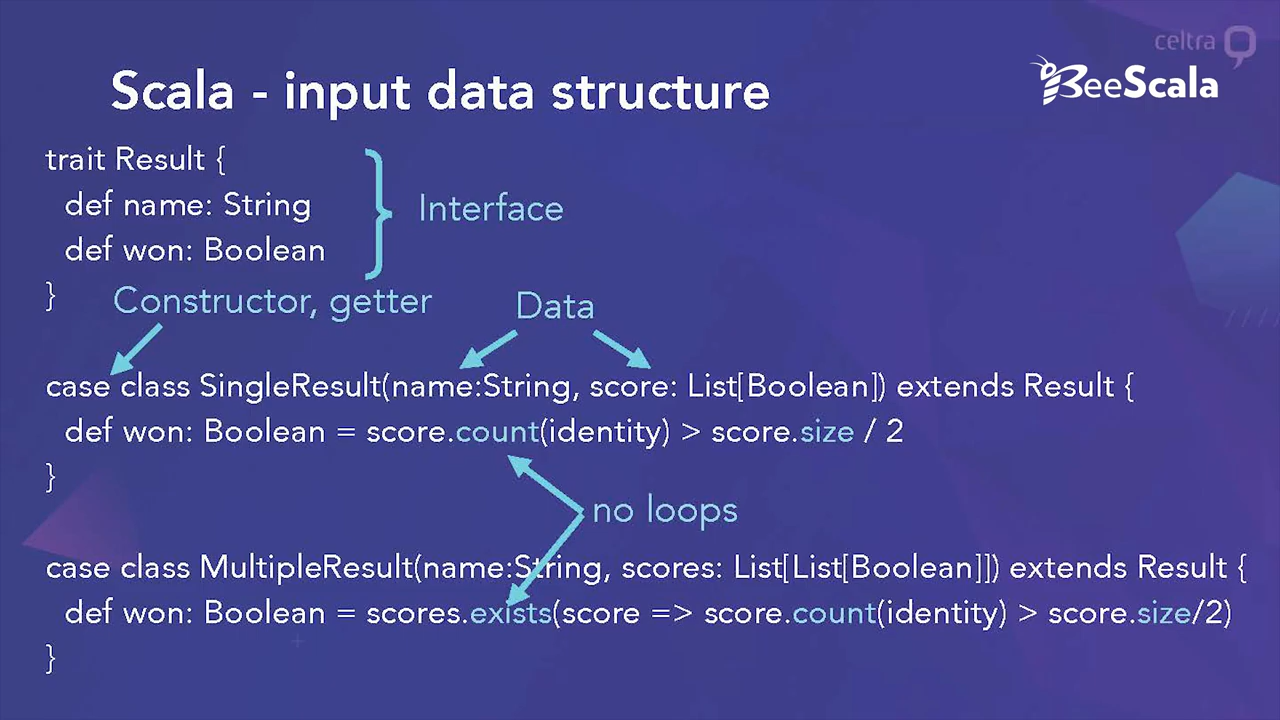 celtra
BeeScala
Scala - input data structure
trait Result {
def name: String
def won: Boolean
}
Interface
Constructor, getter
Data
case class SingleResult(name:String, score: List[Boolean]) extends Result {
def won: Boolean = score.count(identity) > score.size / 2
}
no loops
case class MultipleResult(name:String, scores: List[List[Boolean]]) extends Result {
def won: Boolean = scores.exists(score => score.count(identity) > score.size/2)
}